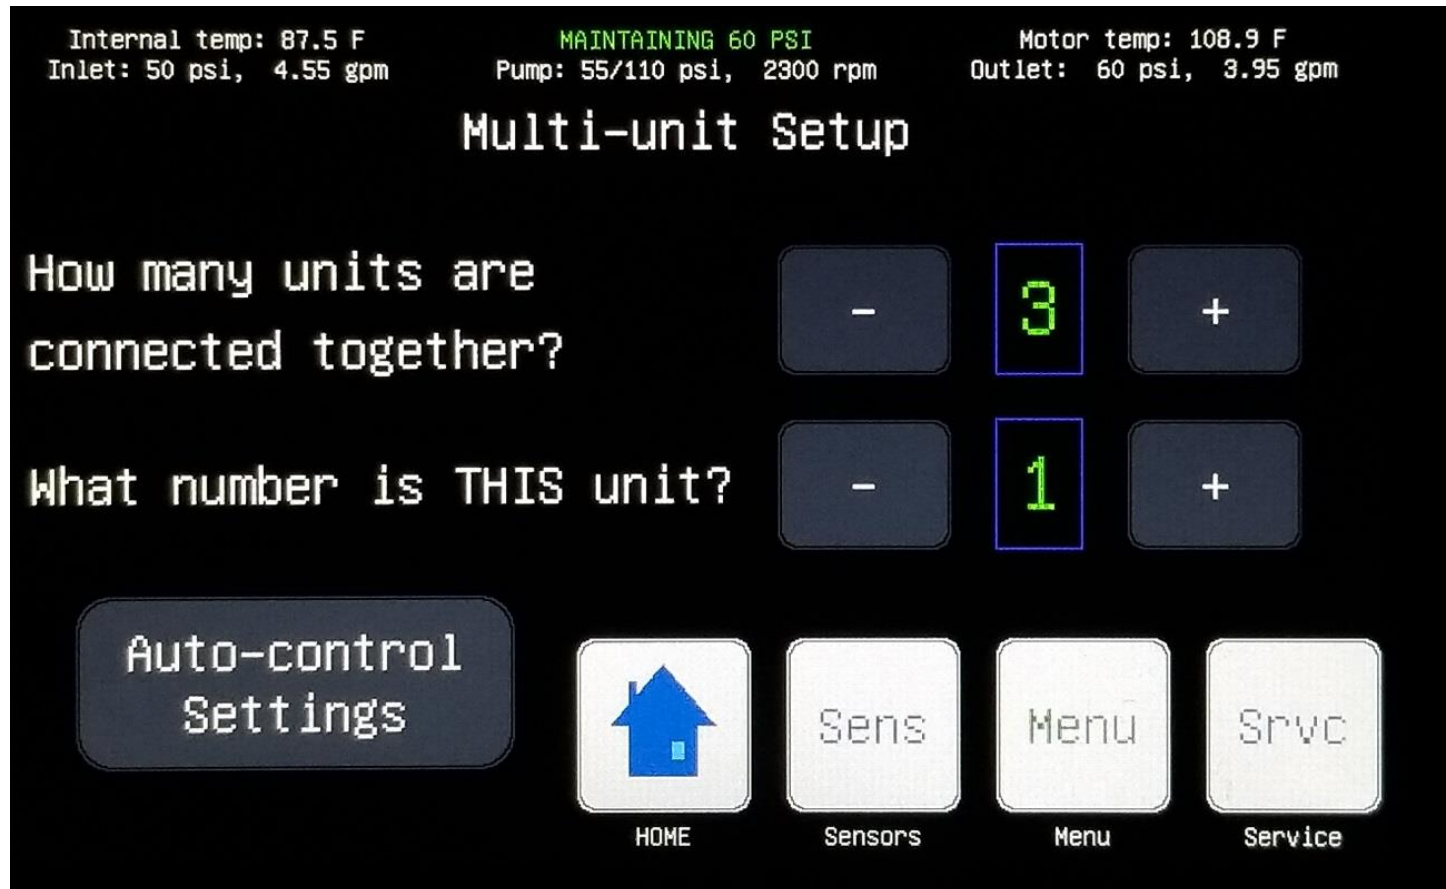 Internal temp: 87.5 F
MAINTAINING 60 PSI
Motor temp: 108.9 F
Inlet: 50 psi, 4.55 gpm
Pump: 55/110 psi, 2300 rpm
Outlet: 60 psi, 3.95 gpm
Multi-unit Setup
How many units are
connected together?
- 3 +
What number is THIS unit?
- 1 +
Auto-control
Settings
Sens
Menu
Srvc
HOME
Sensors
Menu
Service